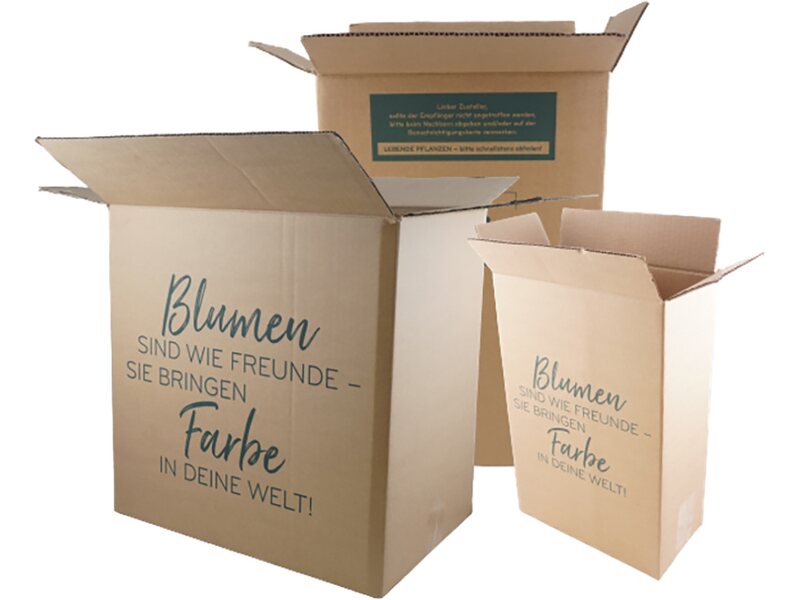 Lieber Zusteller,
sollte der Empfänger nicht angetroffen werden,
bitte beim Nachbarn abgeben und/oder auf der
Benachrichtigungskarte vermerken.
LEBENDE PFLANZEN – bitte schnellstens abholen!
Blumen
SIND WIE FREUNDE –
SIE BRINGEN
Farbe
IN DEINE WELT!
Blumen
SIND WIE FREUNDE –
SIE BRINGEN
Farbe
IN DEINE WELT!